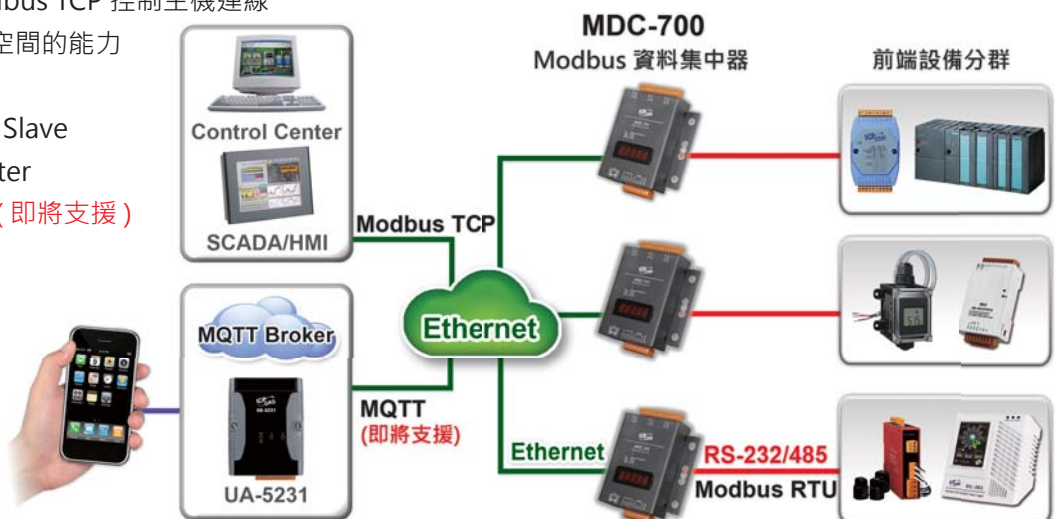 bus TCP 控制主機連線
空間的能力
Slave
ter
( 即將支援 )
MDC-700
Modbus 資料集中器
前端設備分群
Control Center
SCADA/HMI
Modbus TCP
Ethernet
MQTT Broker
UA-5231
MQTT
(即將支援)
Ethernet
RS-232/485
Modbus RTU